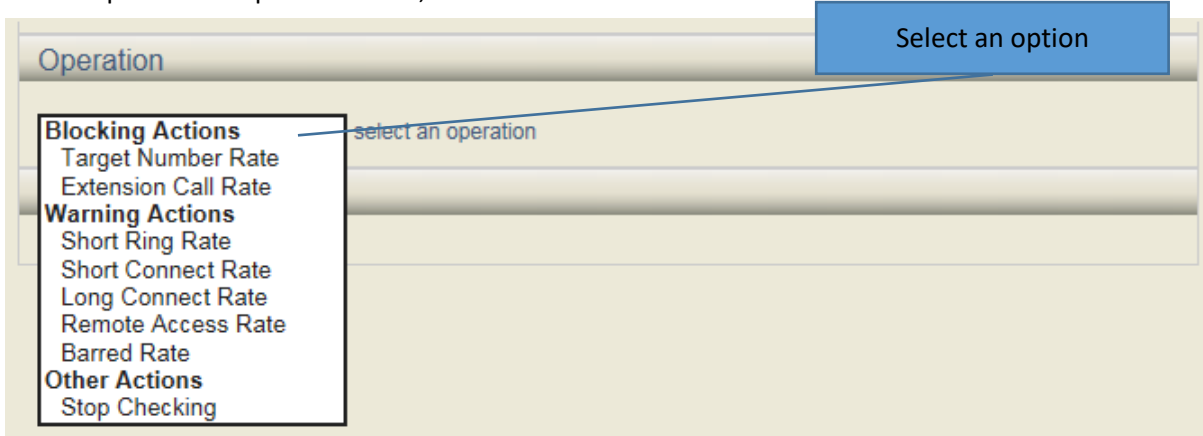 Select an option
Operation
select an operation
Blocking Actions
Target Number Rate
Extension Call Rate
Warning Actions
Short Ring Rate
Short Connect Rate
Long Connect Rate
Remote Access Rate
Barred Rate
Other Actions
Stop Checking